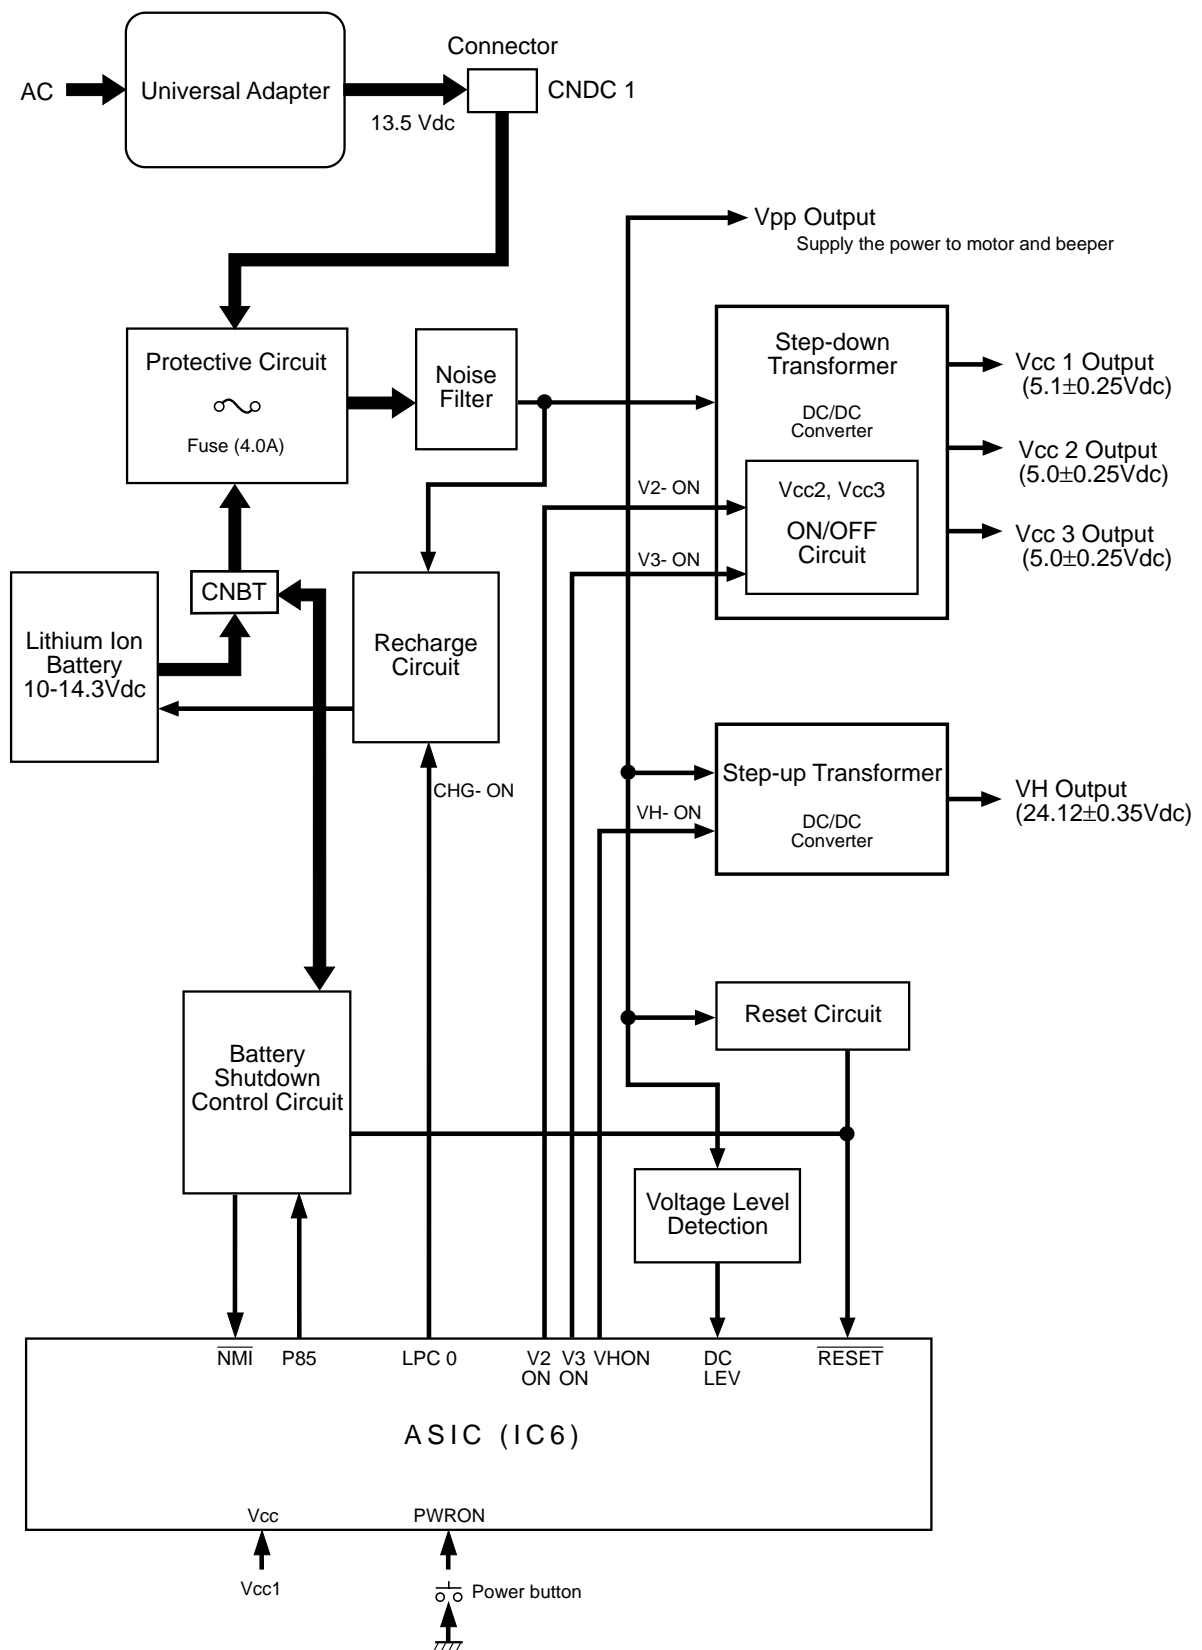 Connector
AC
Universal Adapter
CNDC 1
13.5 Vdc
Vpp Output
Supply the power to motor and beeper
Protective Circuit
Fuse (4.0A)
Noise
Filter
Step-down
Transformer
DC/DC
Converter
Vcc 1 Output
(5.1±0.25Vdc)
Vcc 2 Output
(5.0±0.25Vdc)
Vcc 3 Output
(5.0±0.25Vdc)
V2- ON
V3- ON
Vcc2, Vcc3
ON/OFF
Circuit
CNBT
Lithium Ion
Battery
10-14.3Vdc
Recharge
Circuit
CHG- ON
VH- ON
Step-up Transformer
DC/DC
Converter
VH Output
(24.12±0.35Vdc)
Battery
Shutdown
Control Circuit
Reset Circuit
Voltage Level
Detection
NMI
P85
LPC 0
V2
ON
V3
ON
VHON
DC
LEV
RESET
ASIC (IC6)
Vcc
PWRON
Vcc1
Power button